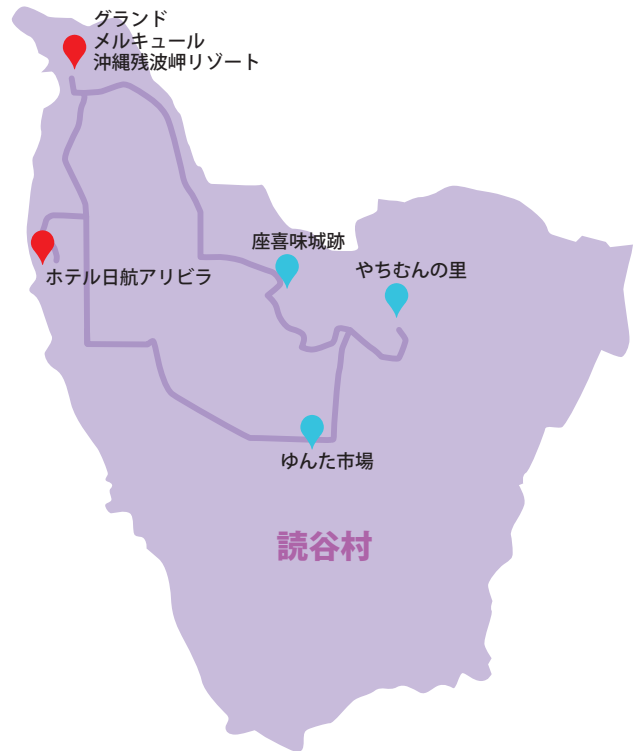 グランド
メルキュール
沖縄残波岬リゾート
座喜味城跡
やちむんの里
ホテル日航アリビラ
ゆんた市場
読谷村